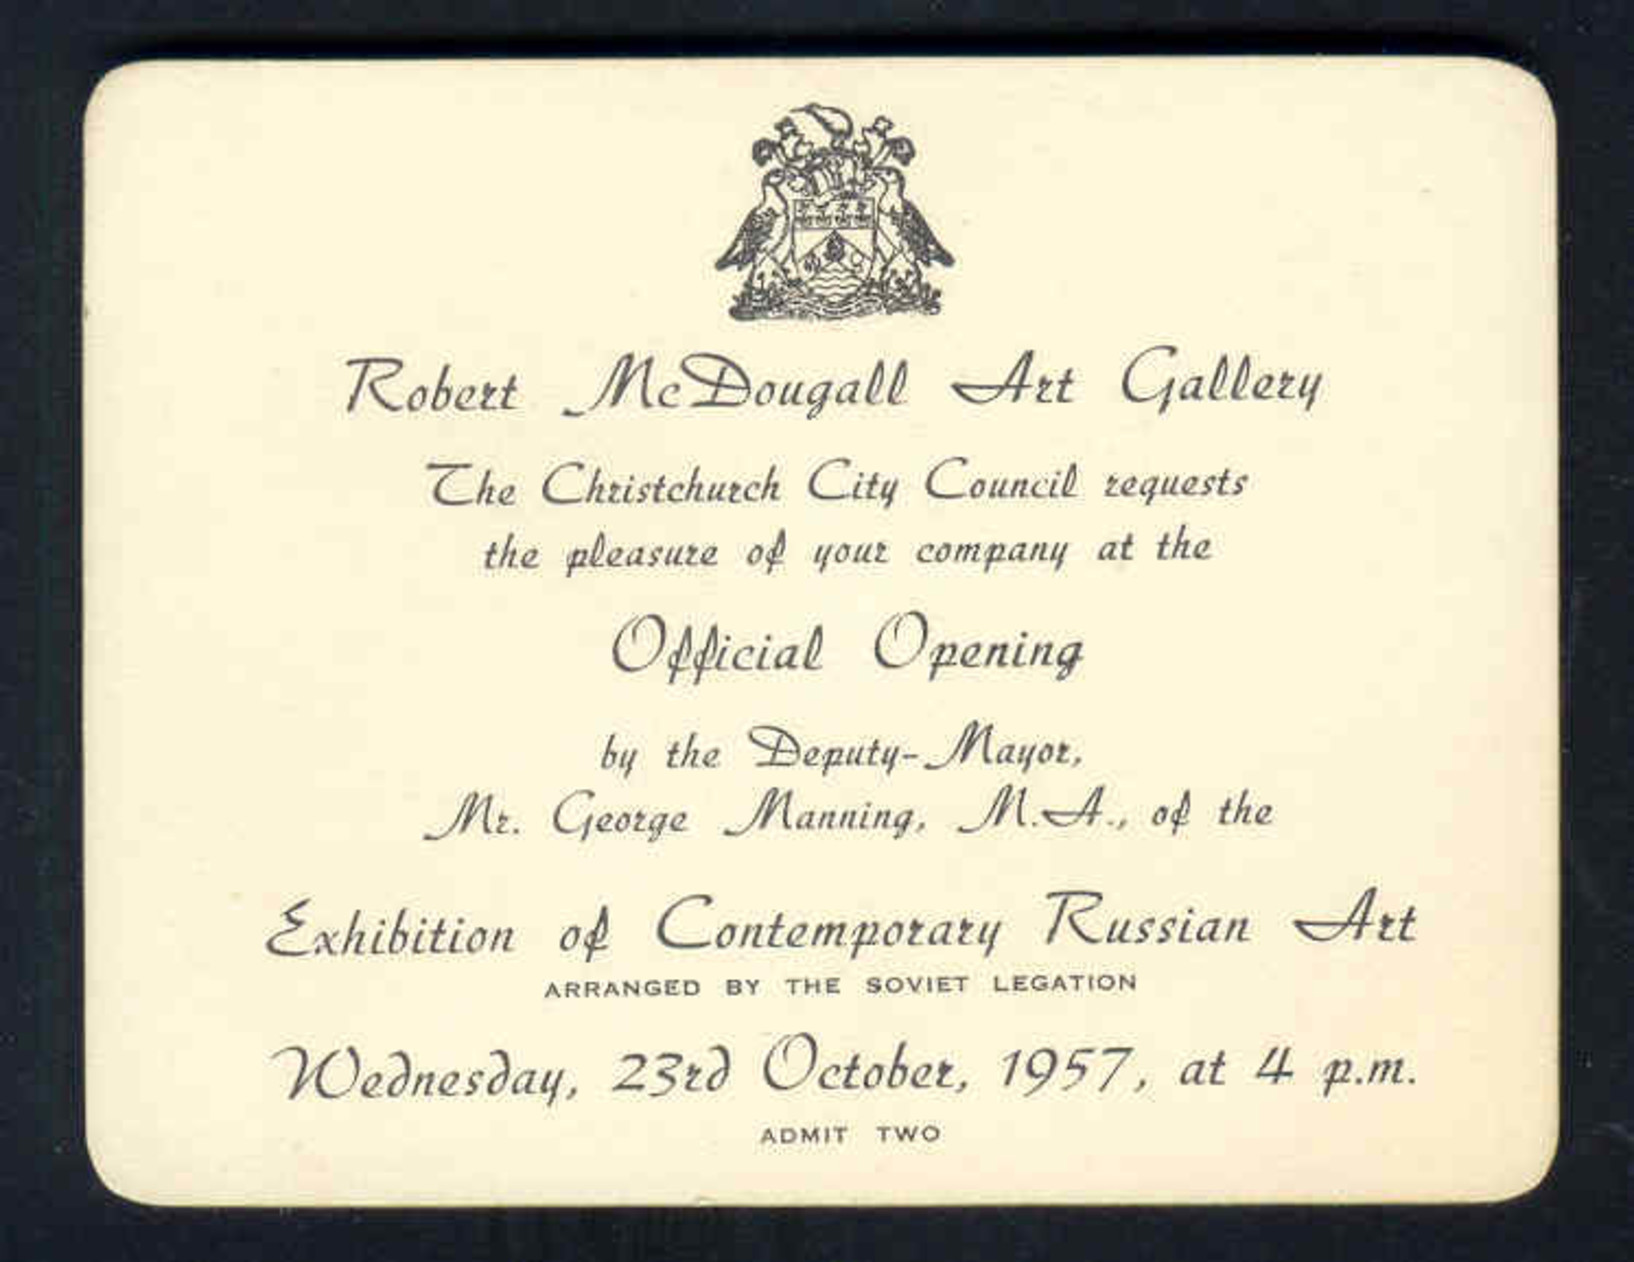 Robert McDougall Art Gallery
The Christchurch City Council requests
the pleasure of your company at the
Official Opening
by the Deputy-Mayor,
Mr. George Manning, M.A., of the
Exhibition of Contemporary Russian Art
ARRANGED BY THE SOVIET LEGATION
Wednesday, 23rd October, 1957, at 4 p.m.
ADMIT TWO